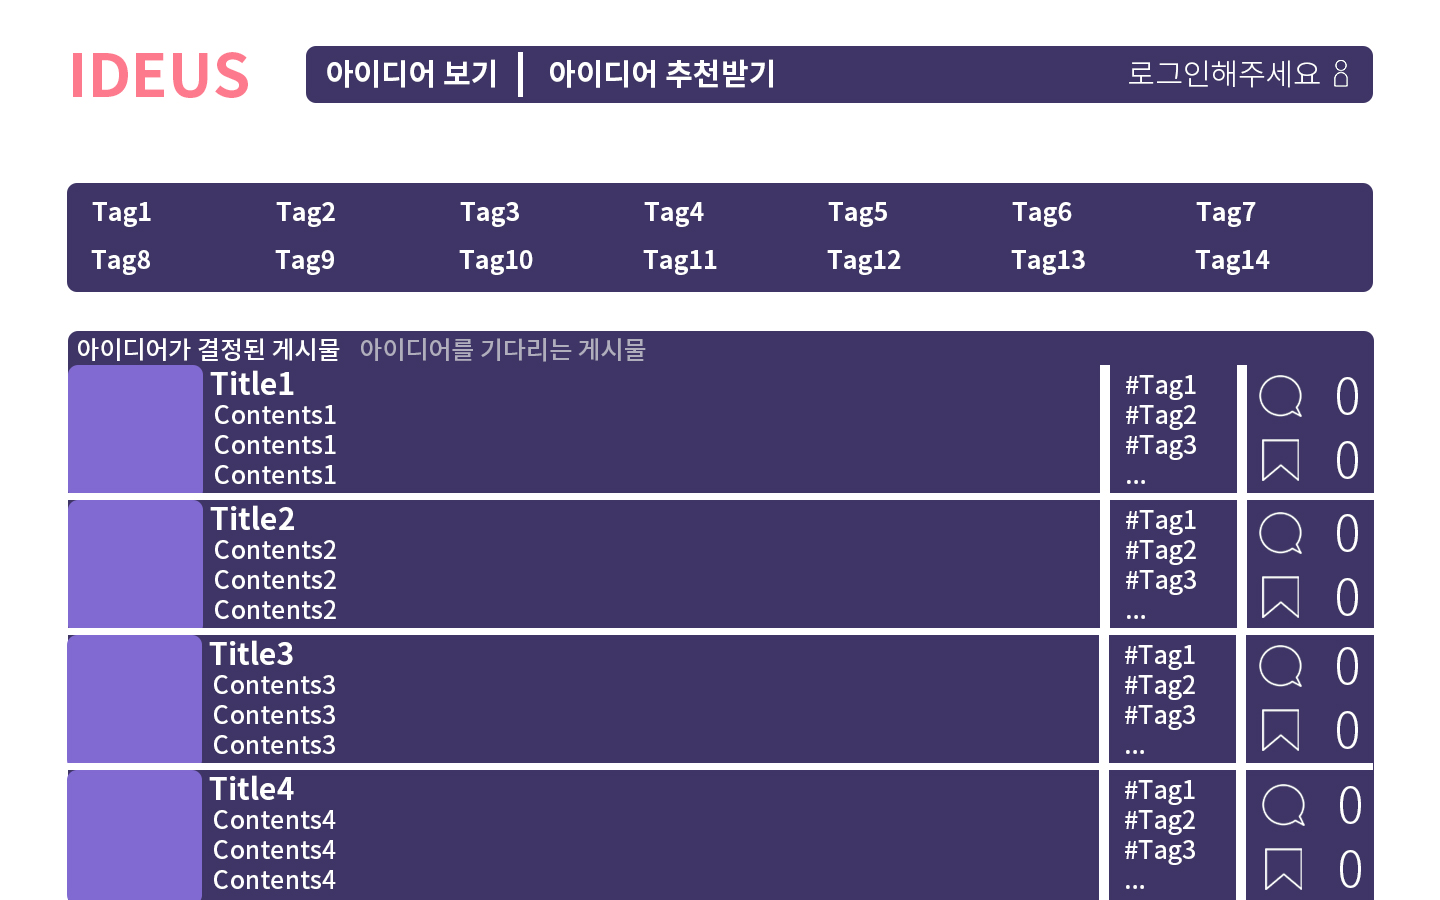 IDEUS
아이디어 보기 | 아이디어 추천받기 로그인해주세요
Tag1 Tag2 Tag3 Tag4 Tag5 Tag6 Tag7
Tag8 Tag9 Tag10 Tag11 Tag12 Tag13 Tag14
아이디어가 결정된 게시물 아이디어를 기다리는 게시물
Title1
Contents1
Contents1
Contents1
#Tag1
#Tag2
#Tag3
...
0
0
Title2
Contents2
Contents2
Contents2
#Tag1
#Tag2
#Tag3
...
0
0
Title3
Contents3
Contents3
Contents3
#Tag1
#Tag2
#Tag3
...
0
0
Title4
Contents4
Contents4
Contents4
#Tag1
#Tag2
#Tag3
...
0
0